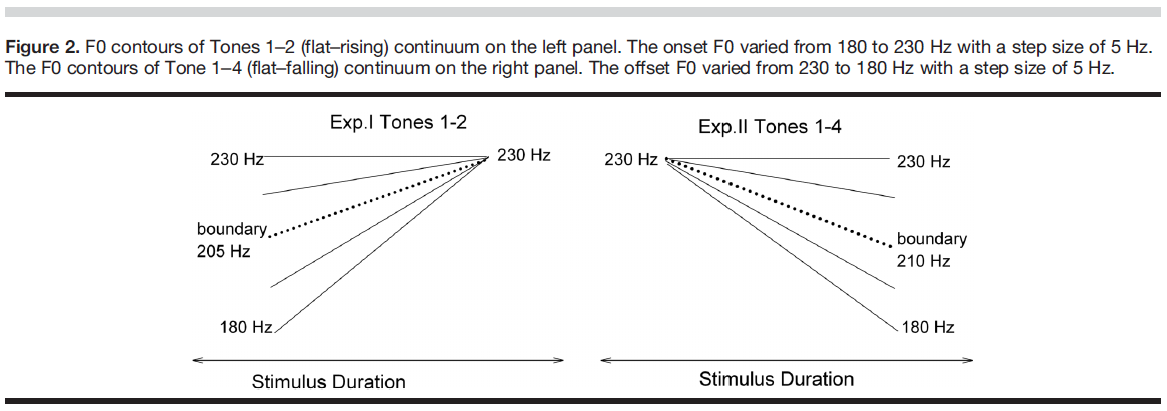 Figure 2. F0 contours of Tones 1–2 (flat–rising) continuum on the left panel. The onset F0 varied from 180 to 230 Hz with a step size of 5 Hz.
The F0 contours of Tone 1–4 (flat–falling) continuum on the right panel. The offset F0 varied from 230 to 180 Hz with a step size of 5 Hz.
Exp.I Tones 1-2
230 Hz
230 Hz
boundary
205 Hz
180 Hz
Stimulus Duration
Exp.II Tones 1-4
230 Hz
230 Hz
boundary
210 Hz
180 Hz
Stimulus Duration